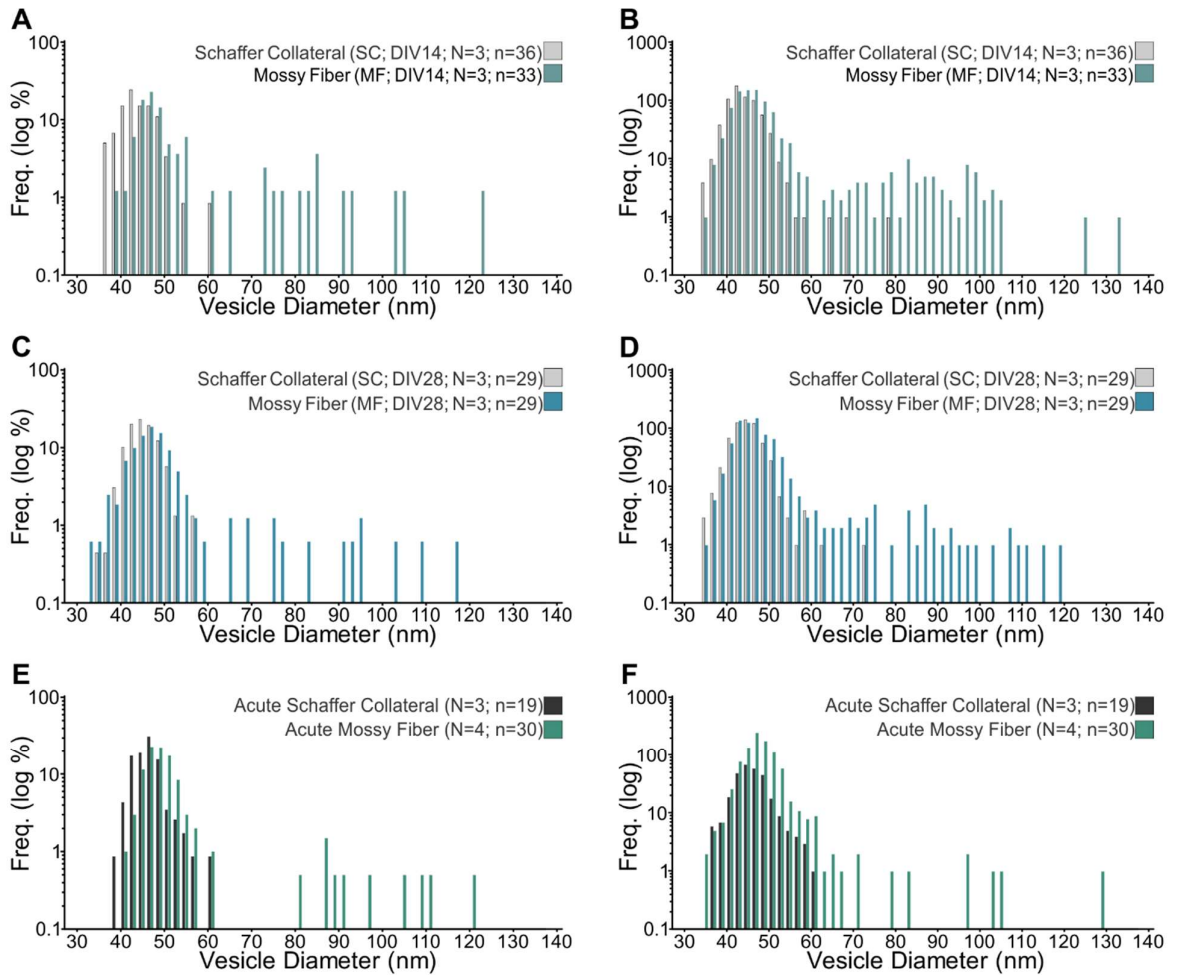 A
Schaffer Collateral (SC; DIV14; N=3; n=36)
Mossy Fiber (MF; DIV14; N=3; n=33)
Freq. (log %)
100
10
1
0.1
30 40 50 60 70 80 90 100 110 120 130 140
Vesicle Diameter (nm)
B
Schaffer Collateral (SC; DIV14; N=3; n=36)
Mossy Fiber (MF; DIV14; N=3; n=33)
Freq. (log)
1000
100
10
1
0.1
30 40 50 60 70 80 90 100 110 120 130 140
Vesicle Diameter (nm)
C
Schaffer Collateral (SC; DIV28; N=3; n=29)
Mossy Fiber (MF; DIV28; N=3; n=29)
Freq. (log %)
100
10
1
0.1
30 40 50 60 70 80 90 100 110 120 130 140
Vesicle Diameter (nm)
D
Schaffer Collateral (SC; DIV28; N=3; n=29)
Mossy Fiber (MF; DIV28; N=3; n=29)
Freq. (log)
1000
100
10
1
0.1
30 40 50 60 70 80 90 100 110 120 130 140
Vesicle Diameter (nm)
E
Acute Schaffer Collateral (N=3; n=19)
Acute Mossy Fiber (N=4; n=30)
Freq. (log %)
100
10
1
0.1
30 40 50 60 70 80 90 100 110 120 130 140
Vesicle Diameter (nm)
F
Acute Schaffer Collateral (N=3; n=19)
Acute Mossy Fiber (N=4; n=30)
Freq. (log)
1000
100
10
1
0.1
30 40 50 60 70 80 90 100 110 120 130 140
Vesicle Diameter (nm)